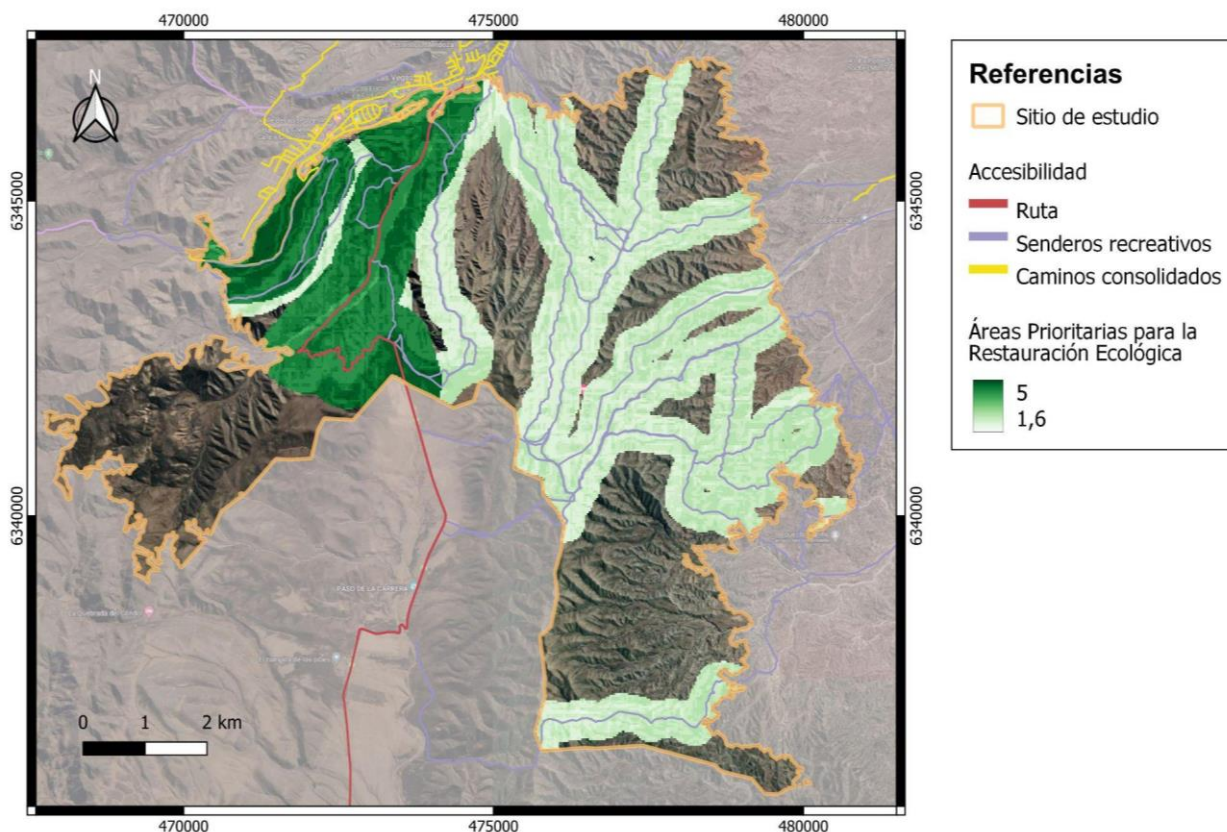 470000
475000
480000
N
6345000
6345000
6340000
6340000
PASO DE LA CARRERA
0 1 2 km
470000
475000
480000
Referencias
Sitio de estudio
Accesibilidad
Ruta
Senderos recreativos
Caminos consolidados
Áreas Prioritarias para la
Restauración Ecológica
5
1,6